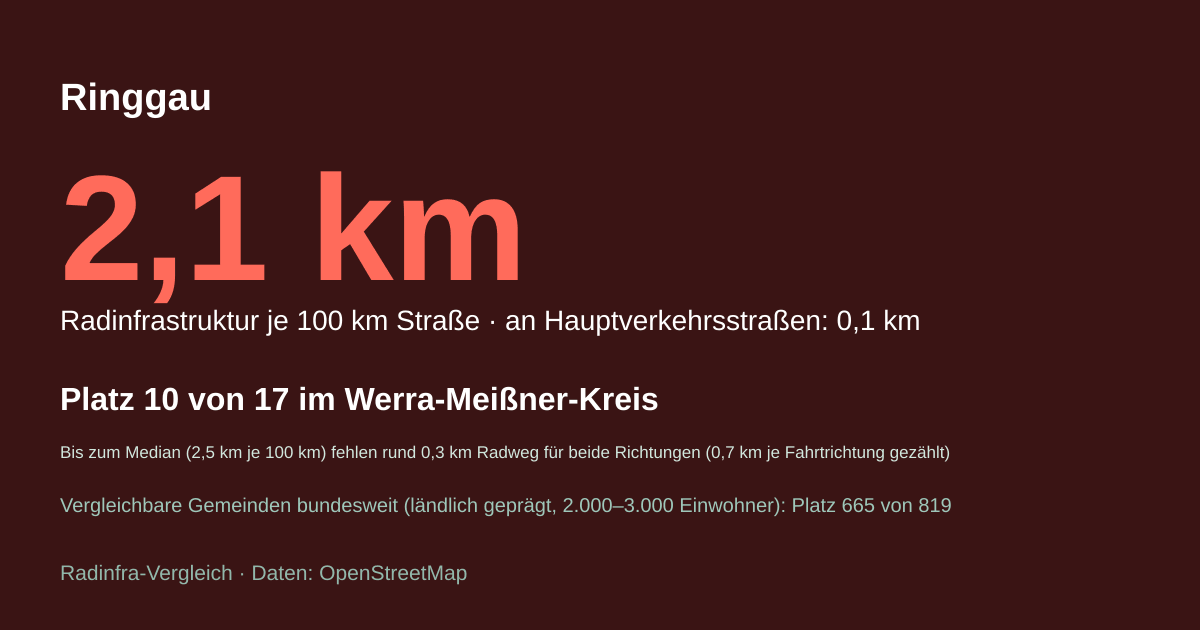 Ringgau
2,1 km
Radinfrastruktur je 100 km Straße · an Hauptverkehrsstraßen: 0,1 km
Platz 10 von 17 im Werra-Meißner-Kreis
Bis zum Median (2,5 km je 100 km) fehlen rund 0,3 km Radweg für beide Richtungen (0,7 km je Fahrtrichtung gezählt)
Vergleichbare Gemeinden bundesweit (ländlich geprägt, 2.000–3.000 Einwohner): Platz 665 von 819
Radinfra-Vergleich · Daten: OpenStreetMap